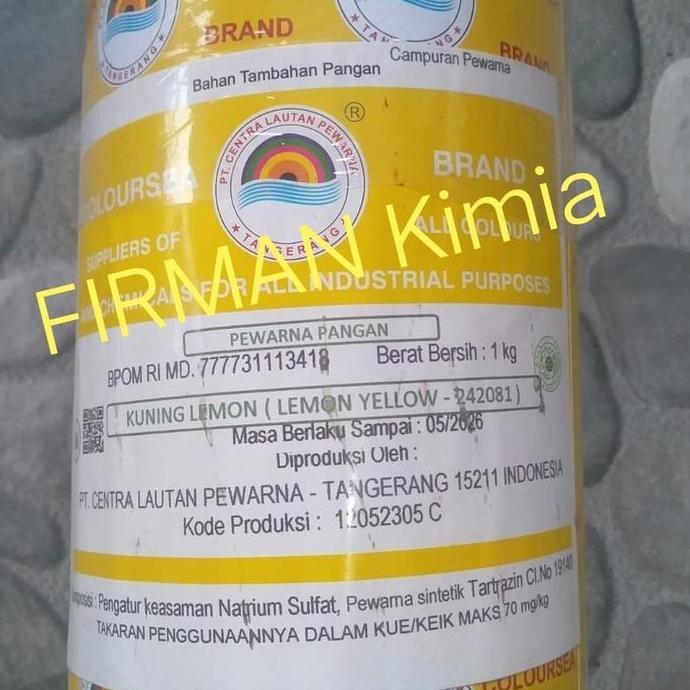 BRAND
TANGERANG
BRAND
Bahan Tambahan Pangan
Campuran Pewarna
PT. CENTRA LAUTAN PEWARNA
TANGERANG
®
COLOURSEA
BRAND
SUPPLIERS OF
ALL COLOURS
CHEMICALS FOR ALL INDUSTRIAL PURPOSES
FIRMAN Kimia
PEWARNA PANGAN
BPOM RI MD. 777731113418
Berat Bersih : 1 kg
KUNING LEMON ( LEMON YELLOW - 242081 )
Masa Berlaku Sampai : 05/2026
Diproduksi Oleh :
PT. CENTRA LAUTAN PEWARNA - TANGERANG 15211 INDONESIA
Kode Produksi : 12052305 C
: Pengatur keasaman Natrium Sulfat, Pewarna sintetik Tartrazin CI.No 19140
TAKARAN PENGGUNAANNYA DALAM KUE/KEIK MAKS 70 mg/kg
COLOURSEA